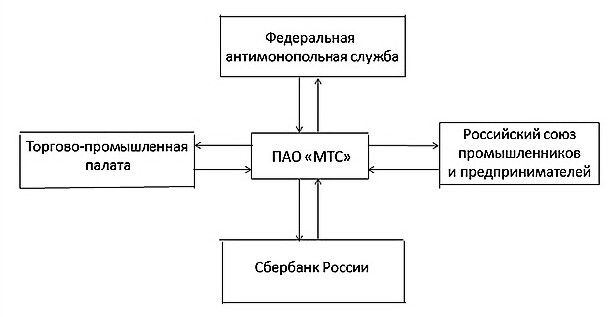 Федеральная
антимонопольная служба
Торгово-промышленная
палата
ПАО «МТС»
Российский союз
промышленников
и предпринимателей
Сбербанк России